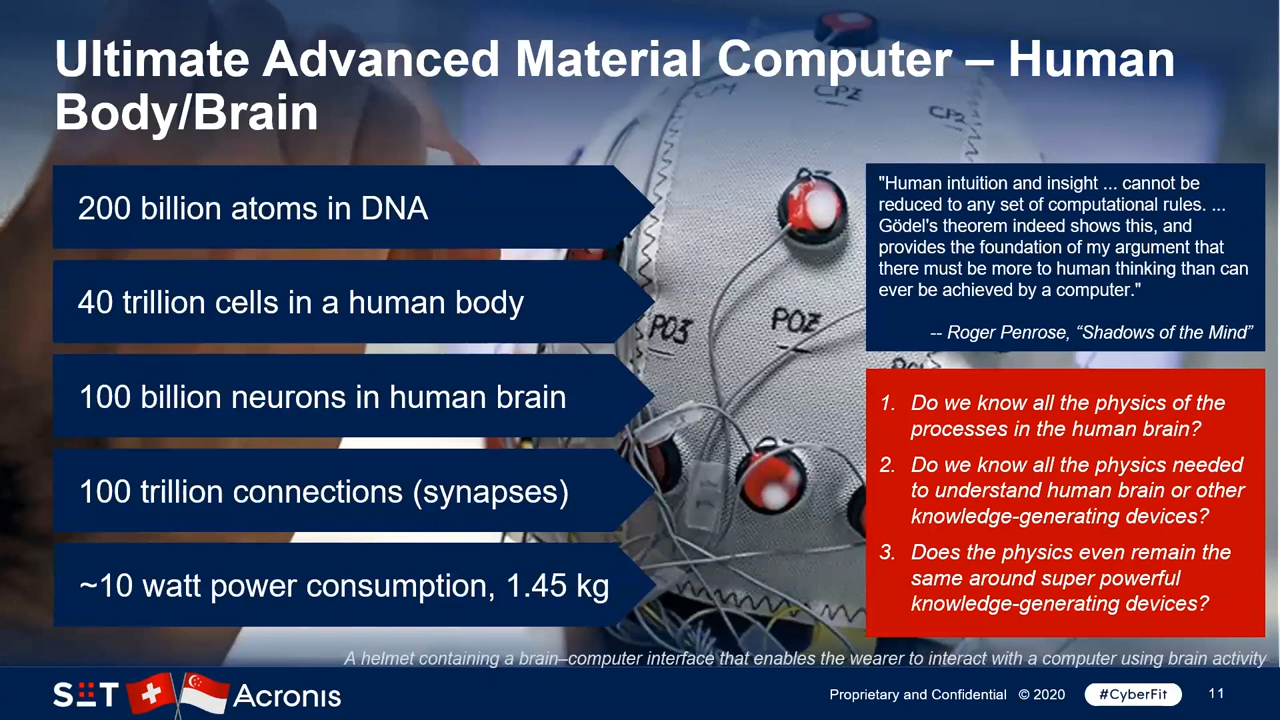 Ultimate Advanced Material Computer – Human
Body/Brain
200 billion atoms in DNA
40 trillion cells in a human body
100 billion neurons in human brain
100 trillion connections (synapses)
~10 watt power consumption, 1.45 kg
"Human intuition and insight ... cannot be
reduced to any set of computational rules. ...
Gödel's theorem indeed shows this, and
provides the foundation of my argument that
there must be more to human thinking than can
ever be achieved by a computer."
-- Roger Penrose, “Shadows of the Mind”
1. Do we know all the physics of the
processes in the human brain?
2. Do we know all the physics needed
to understand human brain or other
knowledge-generating devices?
3. Does the physics even remain the
same around super powerful
knowledge-generating devices?
CPZ
PO3
POZ
A helmet containing a brain–computer interface that enables the wearer to interact with a computer using brain activity
SIT Acronis
Proprietary and Confidential © 2020 #CyberFit 11